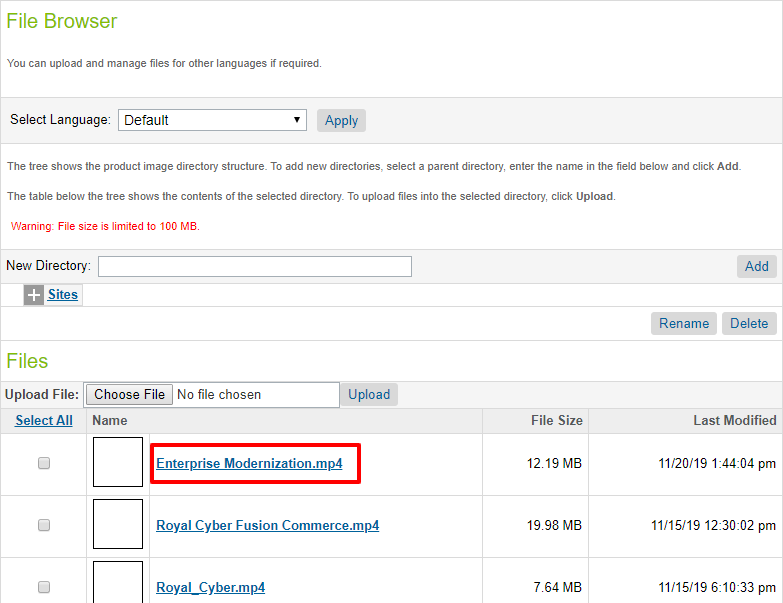 File Browser
You can upload and manage files for other languages if required.
Select Language: Default Apply
The tree shows the product image directory structure. To add new directories, select a parent directory, enter the name in the field below and click Add.
The table below the tree shows the contents of the selected directory. To upload files into the selected directory, click Upload.
Warning: File size is limited to 100 MB.
New Directory: Add
Sites
Rename Delete
Files
Upload File: Choose File No file chosen Upload
Select All Name File Size Last Modified
Enterprise Modernization.mp4 12.19 MB 11/20/19 1:44:04 pm
Royal Cyber Fusion Commerce.mp4 19.98 MB 11/15/19 12:30:02 pm
Royal_Cyber.mp4 7.64 MB 11/15/19 6:10:33 pm